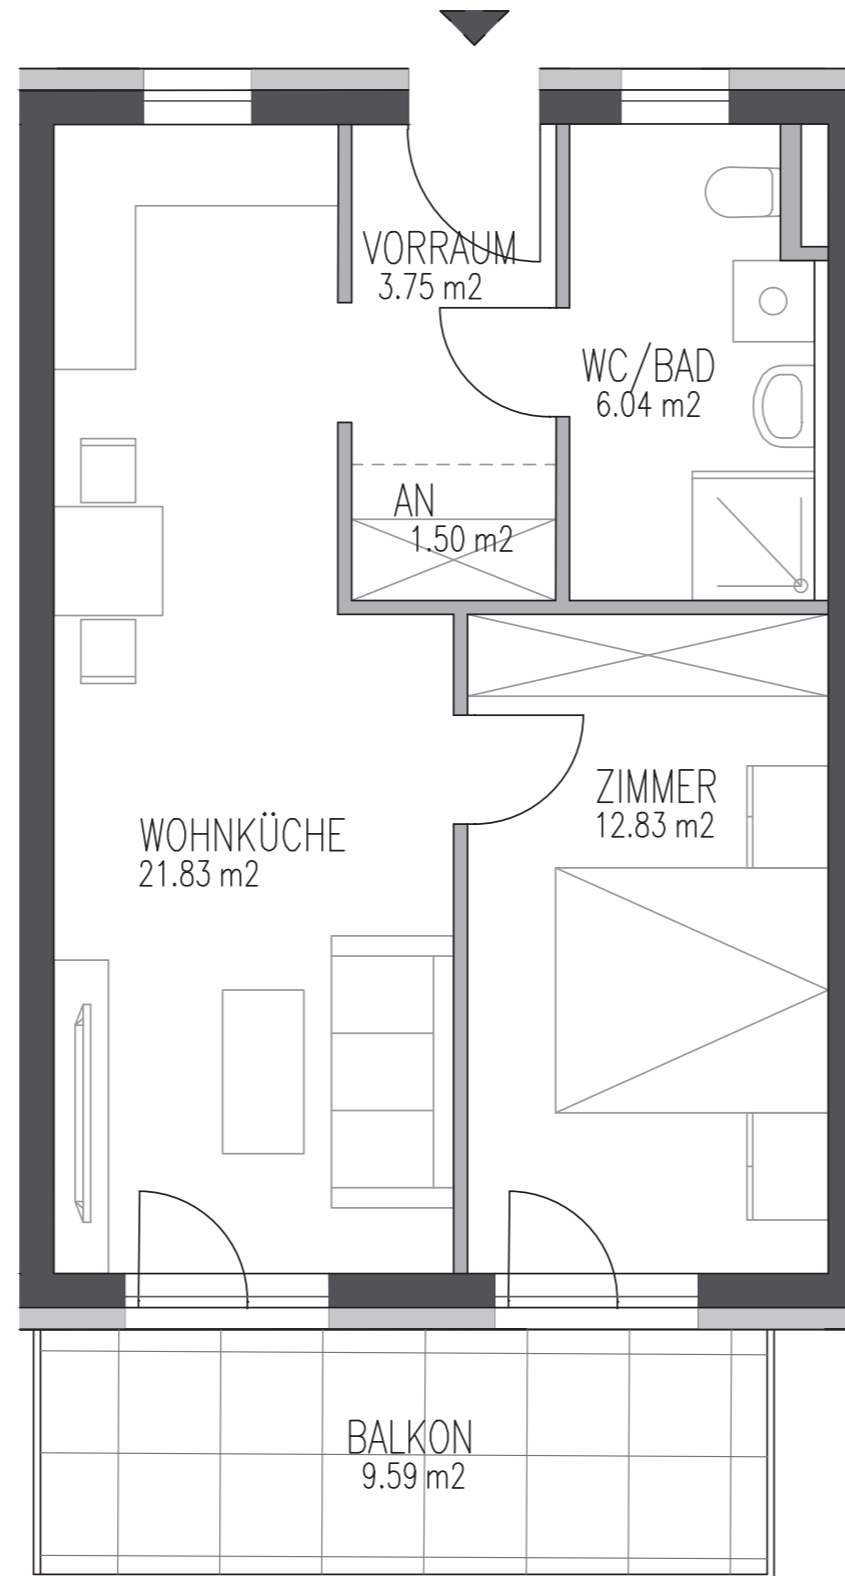 VORRAUM
3.75 m2
WC/BAD
6.04 m2
AN
1.50 m2
ZIMMER
12.83 m2
WOHNKÜCHE
21.83 m2
BALKON
9.59 m2